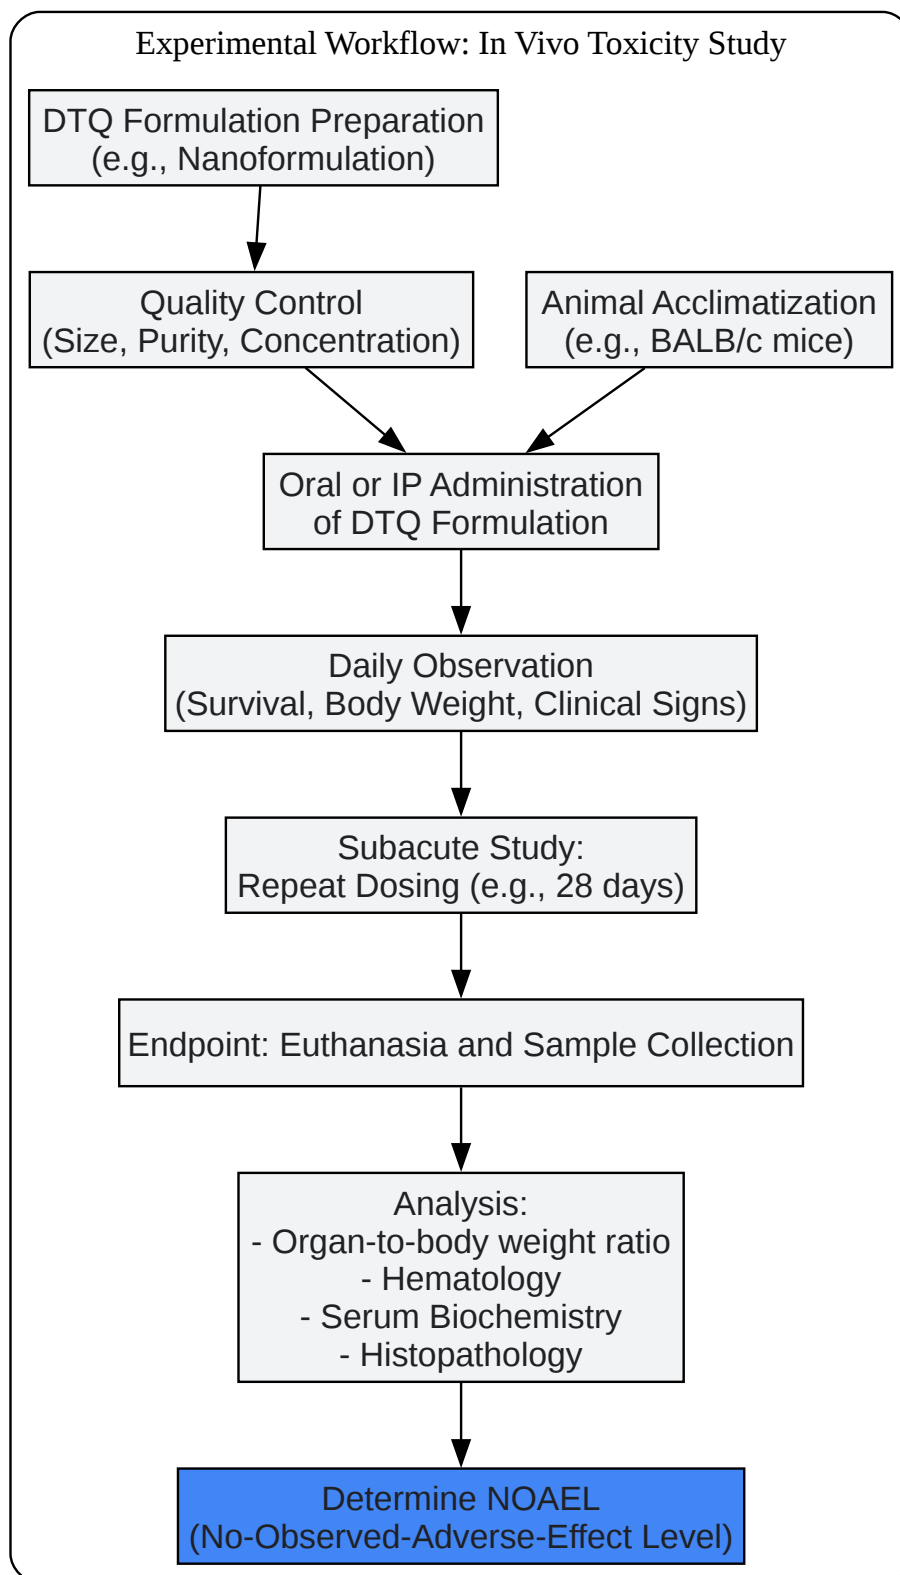 Experimental Workflow: In Vivo Toxicity Study
DTQ Formulation Preparation
(e.g., Nanoformulation)
Quality Control
(Size, Purity, Concentration)
Animal Acclimatization
(e.g., BALB/c mice)
Oral or IP Administration
of DTQ Formulation
Daily Observation
(Survival, Body Weight, Clinical Signs)
Subacute Study:
Repeat Dosing (e.g., 28 days)
Endpoint: Euthanasia and Sample Collection
Analysis:
- Organ-to-body weight ratio
- Hematology
- Serum Biochemistry
- Histopathology
Determine NOAEL
(No-Observed-Adverse-Effect Level)